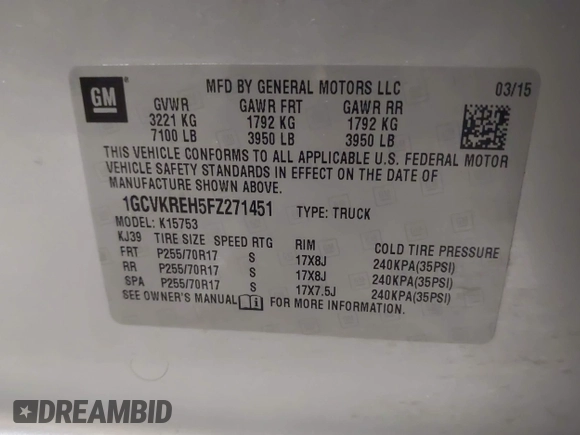 GM
MFD BY GENERAL MOTORS LLC 03/15
GVWR GAWR FRT GAWR RR
3221 KG 1792 KG 1792 KG
7100 LB 3950 LB 3950 LB
THIS VEHICLE CONFORMS TO ALL APPLICABLE U.S. FEDERAL MOTOR
VEHICLE SAFETY STANDARDS IN EFFECT ON THE DATE OF
MANUFACTURE SHOWN ABOVE.
1GCVKREH5FZ271451 TYPE: TRUCK
MODEL: K15753
KJ39 TIRE SIZE SPEED RTG RIM COLD TIRE PRESSURE
FRT P255/70R17 S 17X8J 240KPA(35PSI)
RR P255/70R17 S 17X8J 240KPA(35PSI)
SPA P255/70R17 S 17X7.5J 240KPA(35PSI)
SEE OWNER'S MANUAL FOR MORE INFORMATION.
DREAMBID